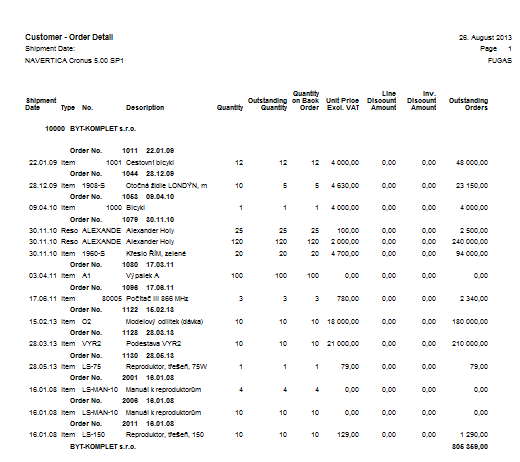 Customer - Order Detail 26. August 2013
Shipment Date: Page 1
NAVERTICA Cronus 5.00 SP1 FUGAS
Shipment Date Type No. Description Quantity Outstanding Quantity Quantity on Back Order Unit Price Excl. VAT Line Discount Amount Inv. Discount Amount Outstanding Orders
10000 BYT-KOMPLET s.r.o.
Order No. 1011 22.01.09
22.01.09 Item 1001 Cestovní bicykl 12 12 12 4 000,00 0,00 0,00 48 000,00
Order No. 1044 28.12.09
28.12.09 Item 1908-S Otočná židle LONDÝN, m 10 5 5 4 630,00 0,00 0,00 23 150,00
Order No. 1053 09.04.10
09.04.10 Item 1000 Bicykl 1 1 1 4 000,00 0,00 0,00 4 000,00
Order No. 1079 30.11.10
30.11.10 Reso ALEXANDE Alexander Holy 25 25 25 100,00 0,00 0,00 2 500,00
30.11.10 Reso ALEXANDE Alexander Holy 120 120 120 2 000,00 0,00 0,00 240 000,00
30.11.10 Item 1960-S Křeslo ŘÍM, zelené 20 20 20 4 700,00 0,00 0,00 94 000,00
Order No. 1080 17.03.11
03.04.11 Item A1 Výpalek A 100 100 100 0,00 0,00 0,00 0,00
Order No. 1096 17.06.11
17.06.11 Item 80005 Počítač III 866 MHz 3 3 3 780,00 0,00 0,00 2 340,00
Order No. 1122 15.02.13
15.02.13 Item O2 Modelový odlitek (dávka) 10 10 10 18 000,00 0,00 0,00 180 000,00
Order No. 1128 28.03.13
28.03.13 Item VYR2 Podestava VYR2 10 10 10 21 000,00 0,00 0,00 210 000,00
Order No. 1130 28.05.13
28.05.13 Item LS-75 Reproduktor, třešeň, 75W 1 1 1 79,00 0,00 0,00 79,00
Order No. 2001 16.01.08
16.01.08 Item LS-MAN-10 Manuál k reproduktorům 4 4 4 0,00 0,00 0,00 0,00
Order No. 2006 16.01.08
16.01.08 Item LS-MAN-10 Manuál k reproduktorům 10 10 10 0,00 0,00 0,00 0,00
Order No. 2011 16.01.08
16.01.08 Item LS-150 Reproduktor, třešeň, 150 10 10 10 129,00 0,00 0,00 1 290,00
BYT-KOMPLET s.r.o. 805 359,00